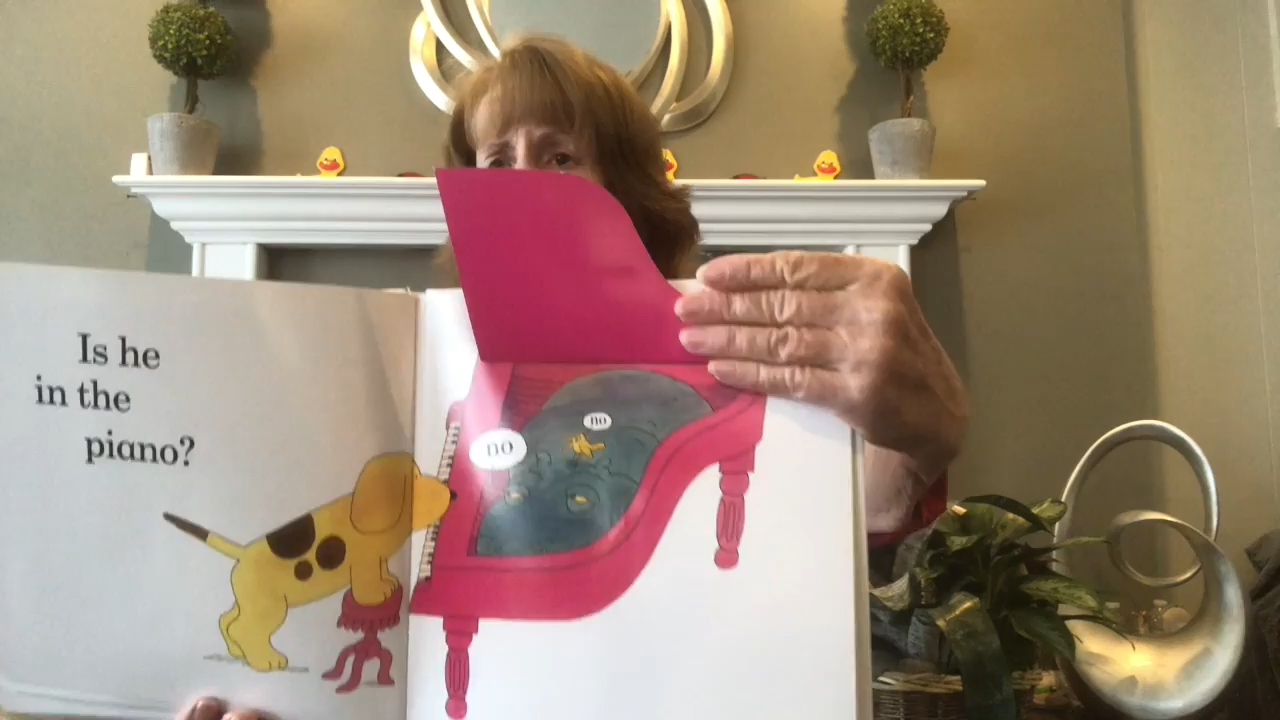 Is he
in the
piano?
no
no